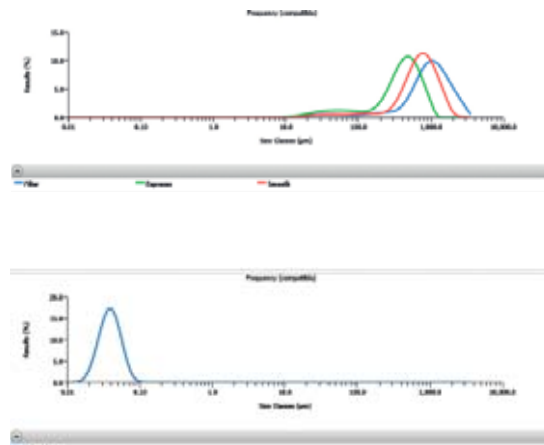 Frequency (compatible)
15.0
10.0
5.0
0.0
Results (%)
0.01 0.10 1.0 10.0 100.0 1,000.0 10,000.0
Size Classes (μm)
Filter Espresso Smooth
Frequency (compatible)
20.0
15.0
10.0
5.0
0.0
Results (%)
0.01 0.10 1.0 10.0 100.0 1,000.0 10,000.0
Size Classes (μm)